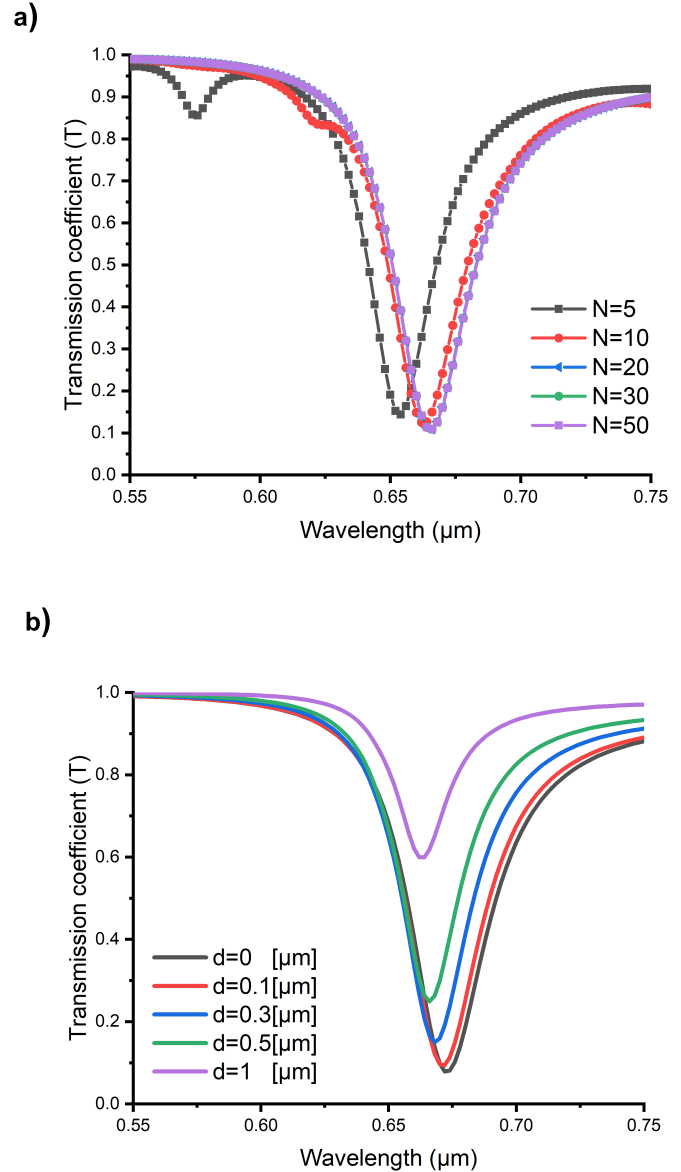 a)
1.0
0.9
0.8
0.7
0.6
0.5
0.4
0.3
0.2
0.1
0.0
Transmission coefficient (T)
N=5
N=10
N=20
N=30
N=50
0.55 0.60 0.65 0.70 0.75
Wavelength (μm)
b)
1.0
0.8
0.6
0.4
0.2
0.0
Transmission coefficient (T)
d=0 [μm]
d=0.1[μm]
d=0.3[μm]
d=0.5[μm]
d=1 [μm]
0.55 0.60 0.65 0.70 0.75
Wavelength (μm)